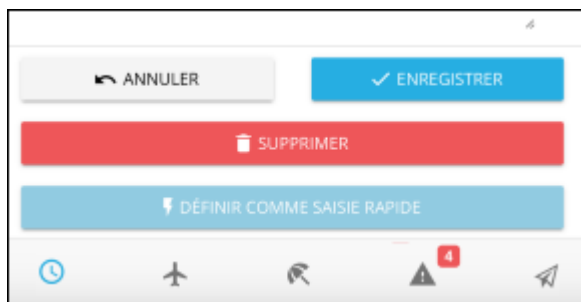 ANNULER
ENREGISTRER
SUPPRIMER
DÉFINIR COMME SAISIE RAPIDE
4